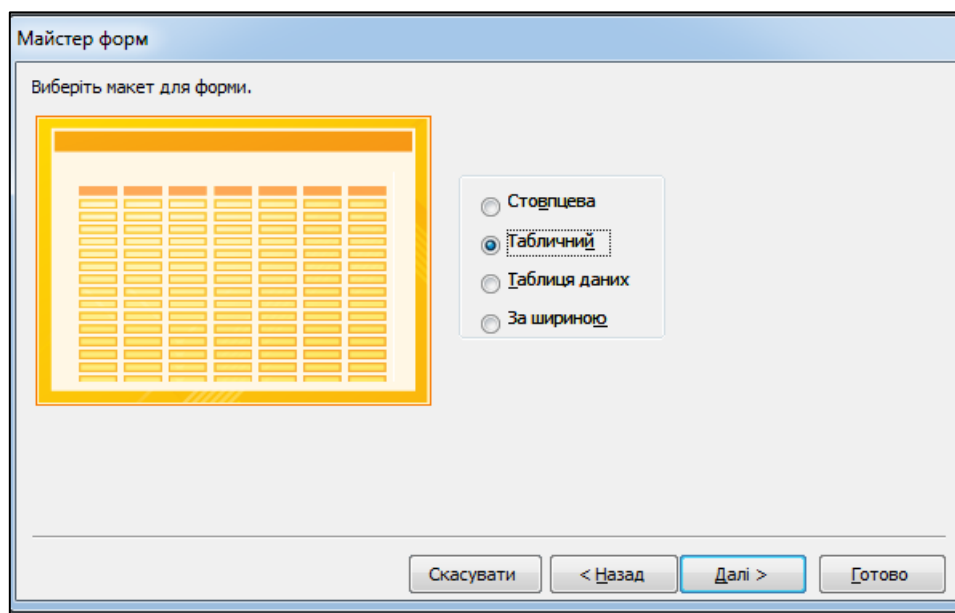 Майстер форм
Виберіть макет для форми.
Стовпцева
Табличний
Таблиця даних
За шириною
Скасувати
< Назад
Далі >
Готово